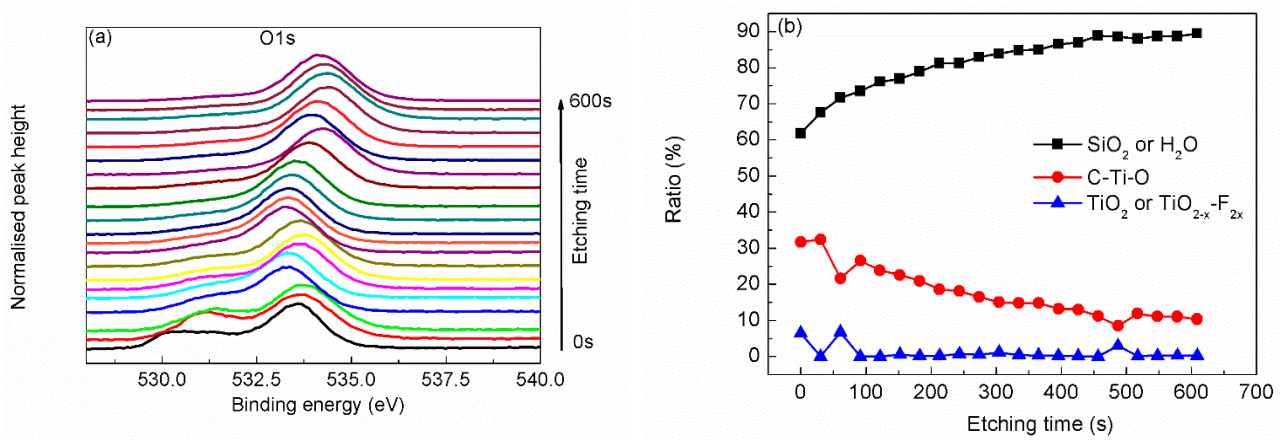 (a)
O1s
Normalised peak height
600s
Etching time
0s
530.0 532.5 535.0 537.5 540.0
Binding energy (eV)
(b)
90
80
70
60
50
40
30
20
10
0
Ratio (%)
SiO₂ or H₂O
C-Ti-O
TiO₂ or TiO₂₋ₓ-F₂ₓ
0 100 200 300 400 500 600 700
Etching time (s)